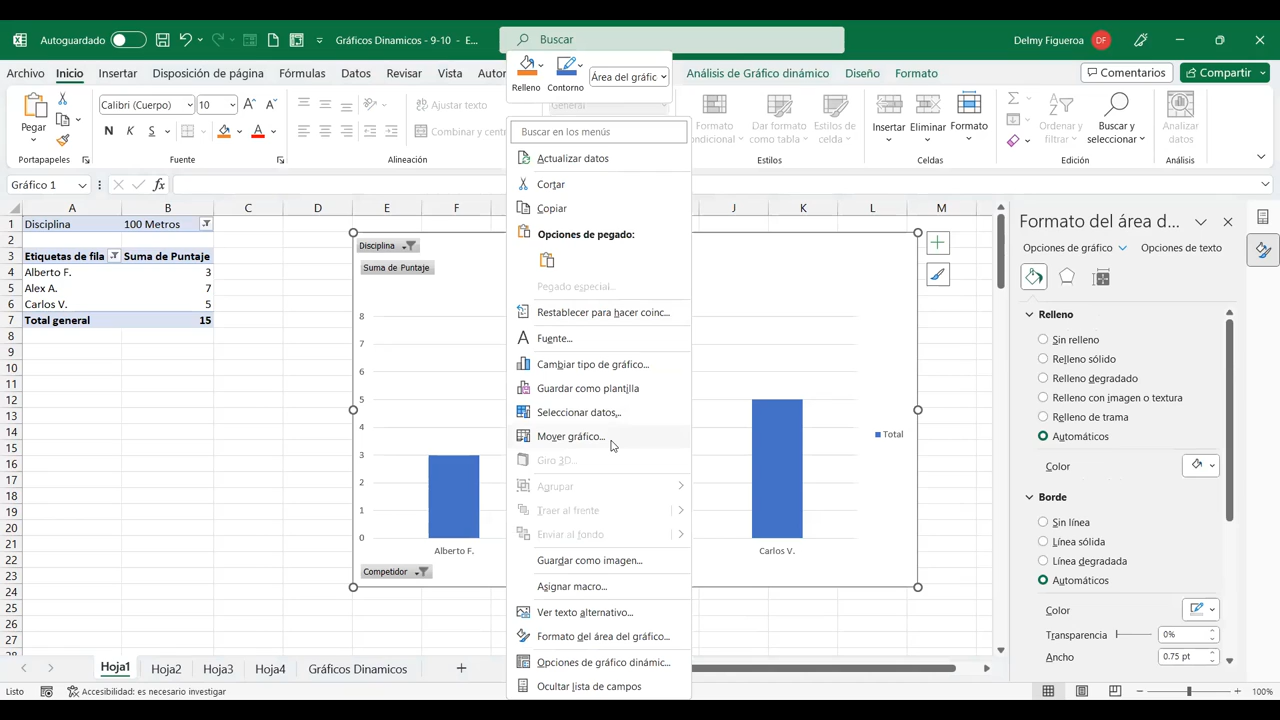 Autoguardado
Gráficos Dinamicos - 9-10 - E...
Buscar
Delmy Figueroa DF
Archivo Inicio Insertar Disposición de página Fórmulas Datos Revisar Vista Autor Análisis de Gráfico dinámico Diseño Formato Comentarios Compartir
Relleno Contorno Área del gráfic
Pegar Calibri (Cuerpo) 10 Ajustar texto General
N K S Combinar y cent
Formato Dar formato Estilos de
condicional como tabla celda
Insertar Eliminar Formato
Ordenar y Buscar y
filtrar seleccionar
Analizar
datos
Portapapeles Fuente Alineación Estilos Celdas Edición Análisis
Gráfico 1 fx
A B C D E F J K L M
1 Disciplina 100 Metros
2
3 Etiquetas de fila Suma de Puntaje
4 Alberto F. 3
5 Alex A. 7
6 Carlos V. 5
7 Total general 15
8
9
10
11
12
13
14
15
16
17
18
19
20
21
22
23
24
25
26
27
28
Disciplina
Suma de Puntaje
8
7
6
5
4
3
2
1
0
Alberto F. Carlos V.
Total
Competidor
Buscar en los menús
Actualizar datos
Cortar
Copiar
Opciones de pegado:
Pegado especial...
Restablecer para hacer coinc...
Fuente...
Cambiar tipo de gráfico...
Guardar como plantilla
Seleccionar datos...
Mover gráfico...
Giro 3D...
Agrupar
Traer al frente
Enviar al fondo
Guardar como imagen...
Asignar macro...
Ver texto alternativo...
Formato del área del gráfico...
Opciones de gráfico dinámic...
Ocultar lista de campos
Formato del área d...
Opciones de gráfico Opciones de texto
Relleno
Sin relleno
Relleno sólido
Relleno degradado
Relleno con imagen o textura
Relleno de trama
Automáticos
Color
Borde
Sin línea
Línea sólida
Línea degradada
Automáticos
Color
Transparencia 0%
Ancho 0.75 pt
Hoja1 Hoja2 Hoja3 Hoja4 Gráficos Dinamicos
Listo Accesibilidad: es necesario investigar 100%